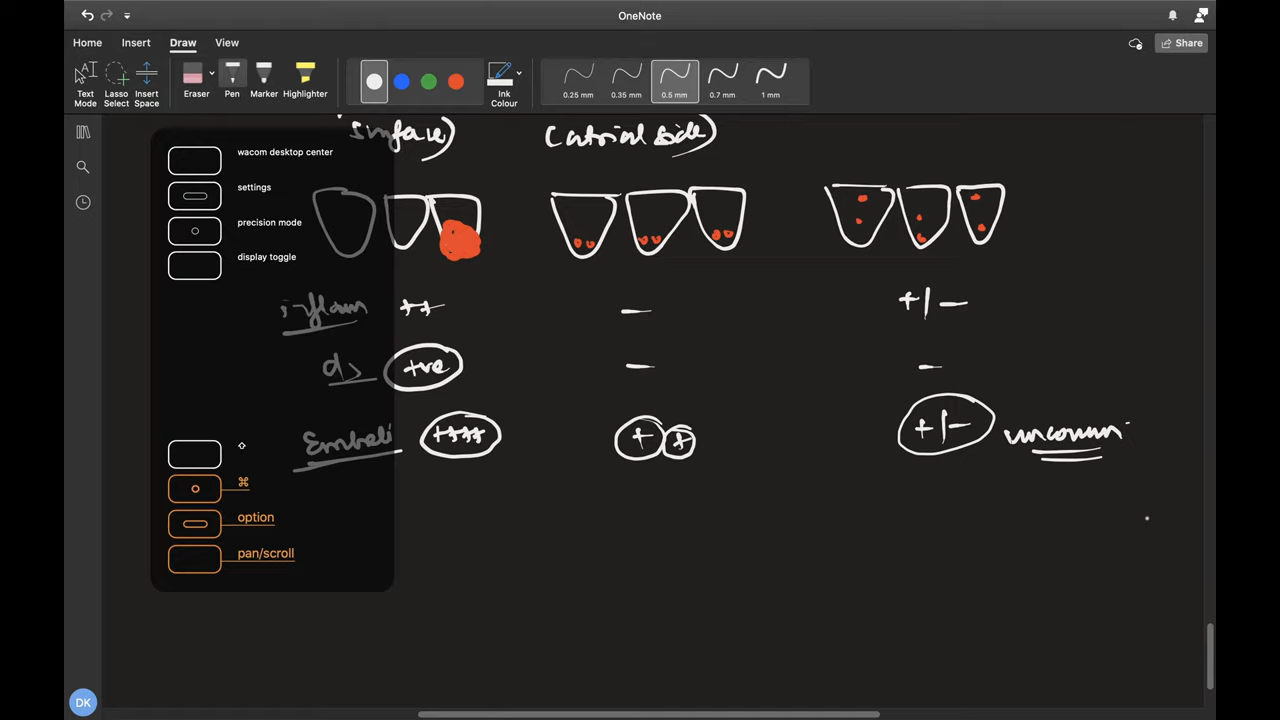 OneNote
Home Insert Draw View
Share
Text Mode
Lasso Select
Insert Space
Eraser
Pen
Marker
Highlighter
Ink Colour
0.25 mm 0.35 mm 0.5 mm 0.7 mm 1 mm
surface) (atrial side)
wacom desktop center
settings
precision mode
display toggle
inflam ++ — +/-
+ve — -
Emboli ++++ + + +/-
⌘
option
pan/scroll
DK